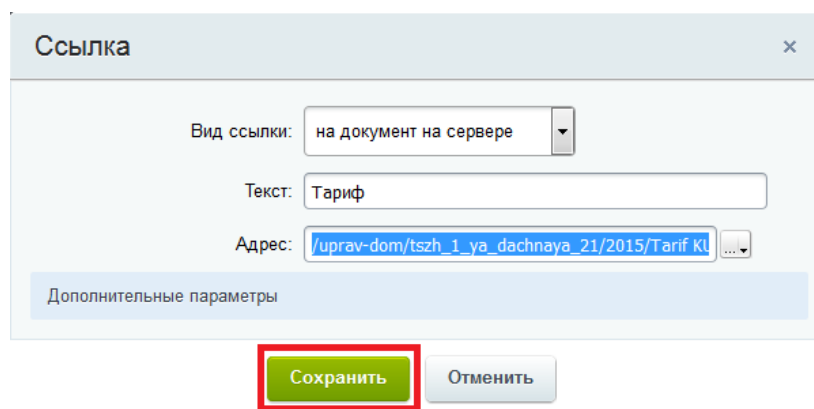 Ссылка
Вид ссылки: на документ на сервере
Текст: Тариф
Адрес: /uprav-dom/tszh_1_ya_dachnaya_21/2015/Tarif ...
Дополнительные параметры
Сохранить Отменить